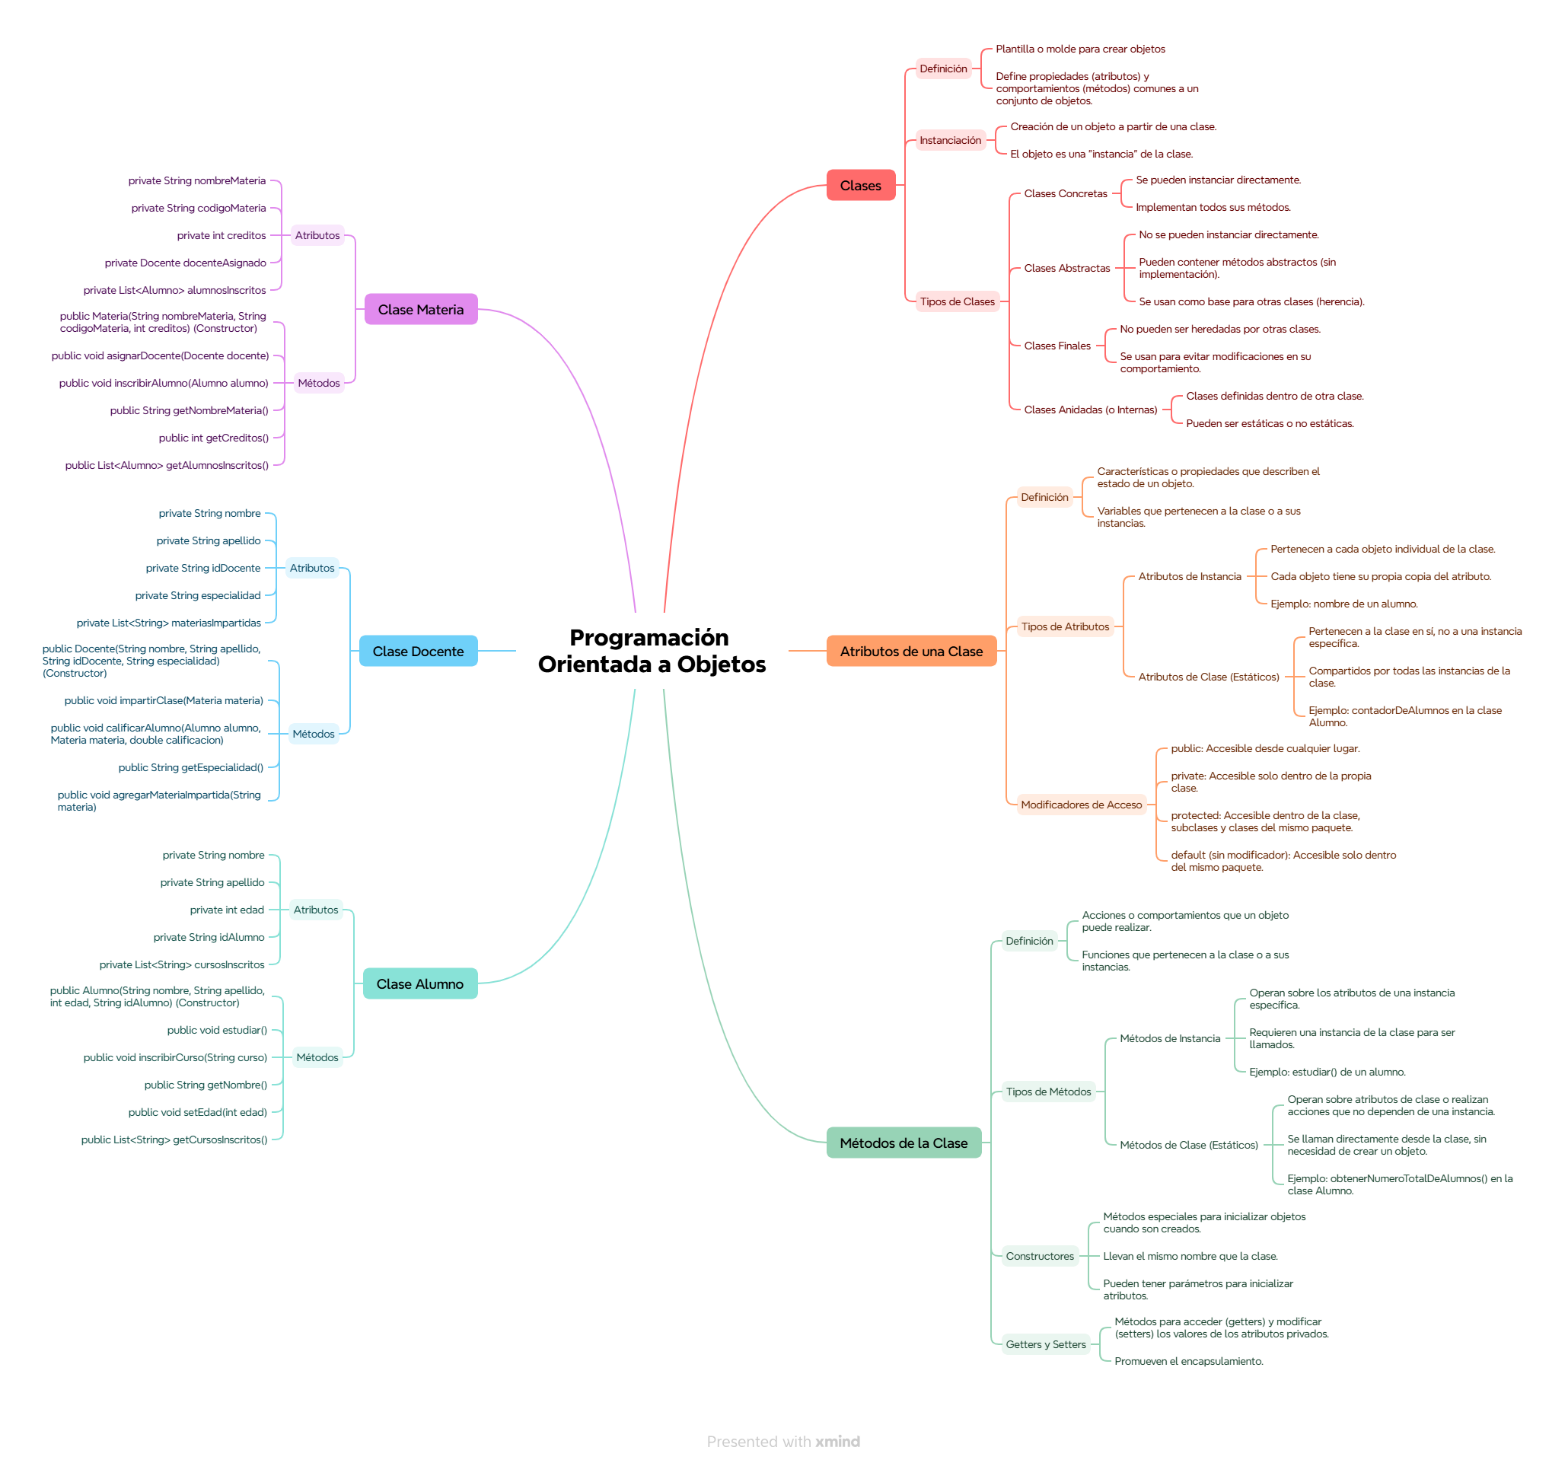 Programación
Orientada a Objetos
Clases
Definición
Plantilla o molde para crear objetos
Define propiedades (atributos) y
comportamientos (métodos) comunes a un
conjunto de objetos.
Instanciación
Creación de un objeto a partir de una clase.
El objeto es una "instancia" de la clase.
Tipos de Clases
Clases Concretas
Se pueden instanciar directamente.
Implementan todos sus métodos.
Clases Abstractas
No se pueden instanciar directamente.
Pueden contener métodos abstractos (sin
implementación).
Se usan como base para otras clases (herencia).
Clases Finales
No pueden ser heredadas por otras clases.
Se usan para evitar modificaciones en su
comportamiento.
Clases Anidadas (o Internas)
Clases definidas dentro de otra clase.
Pueden ser estáticas o no estáticas.
Atributos de una Clase
Definición
Características o propiedades que describen el
estado de un objeto.
Variables que pertenecen a la clase o a sus
instancias.
Tipos de Atributos
Atributos de Instancia
Pertenecen a cada objeto individual de la clase.
Cada objeto tiene su propia copia del atributo.
Ejemplo: nombre de un alumno.
Atributos de Clase (Estáticos)
Pertenecen a la clase en sí, no a una instancia
específica.
Compartidos por todas las instancias de la
clase.
Ejemplo: contadorDeAlumnos en la clase
Alumno.
Modificadores de Acceso
public: Accesible desde cualquier lugar.
private: Accesible solo dentro de la propia
clase.
protected: Accesible dentro de la clase,
subclases y clases del mismo paquete.
default (sin modificador): Accesible solo dentro
del mismo paquete.
Métodos de la Clase
Definición
Acciones o comportamientos que un objeto
puede realizar.
Funciones que pertenecen a la clase o a sus
instancias.
Tipos de Métodos
Métodos de Instancia
Operan sobre los atributos de una instancia
específica.
Requieren una instancia de la clase para ser
llamados.
Ejemplo: estudiar() de un alumno.
Métodos de Clase (Estáticos)
Operan sobre atributos de clase o realizan
acciones que no dependen de una instancia.
Se llaman directamente desde la clase, sin
necesidad de crear un objeto.
Ejemplo: obtenerNumeroTotalDeAlumnos() en la
clase Alumno.
Constructores
Métodos especiales para inicializar objetos
cuando son creados.
Llevan el mismo nombre que la clase.
Pueden tener parámetros para inicializar
atributos.
Getters y Setters
Métodos para acceder (getters) y modificar
(setters) los valores de los atributos privados.
Promueven el encapsulamiento.
Clase Materia
Atributos
private String nombreMateria
private String codigoMateria
private int creditos
private Docente docenteAsignado
private List<Alumno> alumnosInscritos
Métodos
public Materia(String nombreMateria, String
codigoMateria, int creditos) (Constructor)
public void asignarDocente(Docente docente)
public void inscribirAlumno(Alumno alumno)
public String getNombreMateria()
public int getCreditos()
public List<Alumno> getAlumnosInscritos()
Clase Docente
Atributos
private String nombre
private String apellido
private String idDocente
private String especialidad
private List<String> materiasImpartidas
Métodos
public Docente(String nombre, String apellido,
String idDocente, String especialidad)
(Constructor)
public void impartirClase(Materia materia)
public void calificarAlumno(Alumno alumno,
Materia materia, double calificacion)
public String getEspecialidad()
public void agregarMateriaImpartida(String
materia)
Clase Alumno
Atributos
private String nombre
private String apellido
private int edad
private String idAlumno
private List<String> cursosInscritos
Métodos
public Alumno(String nombre, String apellido,
int edad, String idAlumno) (Constructor)
public void estudiar()
public void inscribirCurso(String curso)
public String getNombre()
public void setEdad(int edad)
public List<String> getCursosInscritos()
Presented with xmind